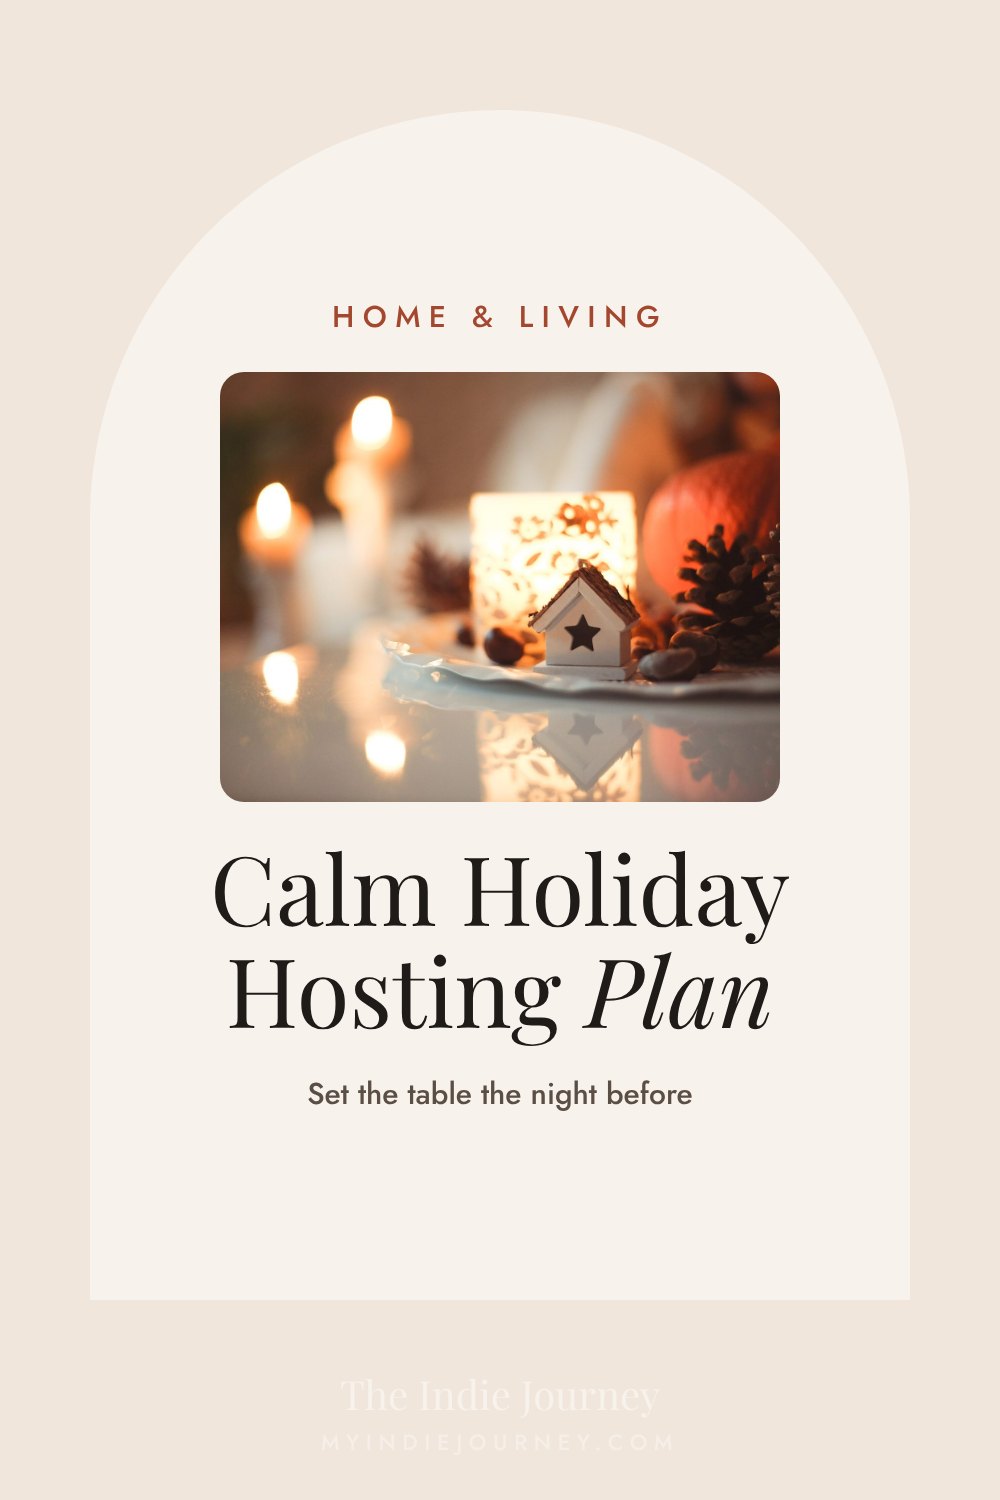 HOME & LIVING
Calm Holiday
Hosting Plan
Set the table the night before
The Indie Journey
MYINDIEJOURNEY.COM